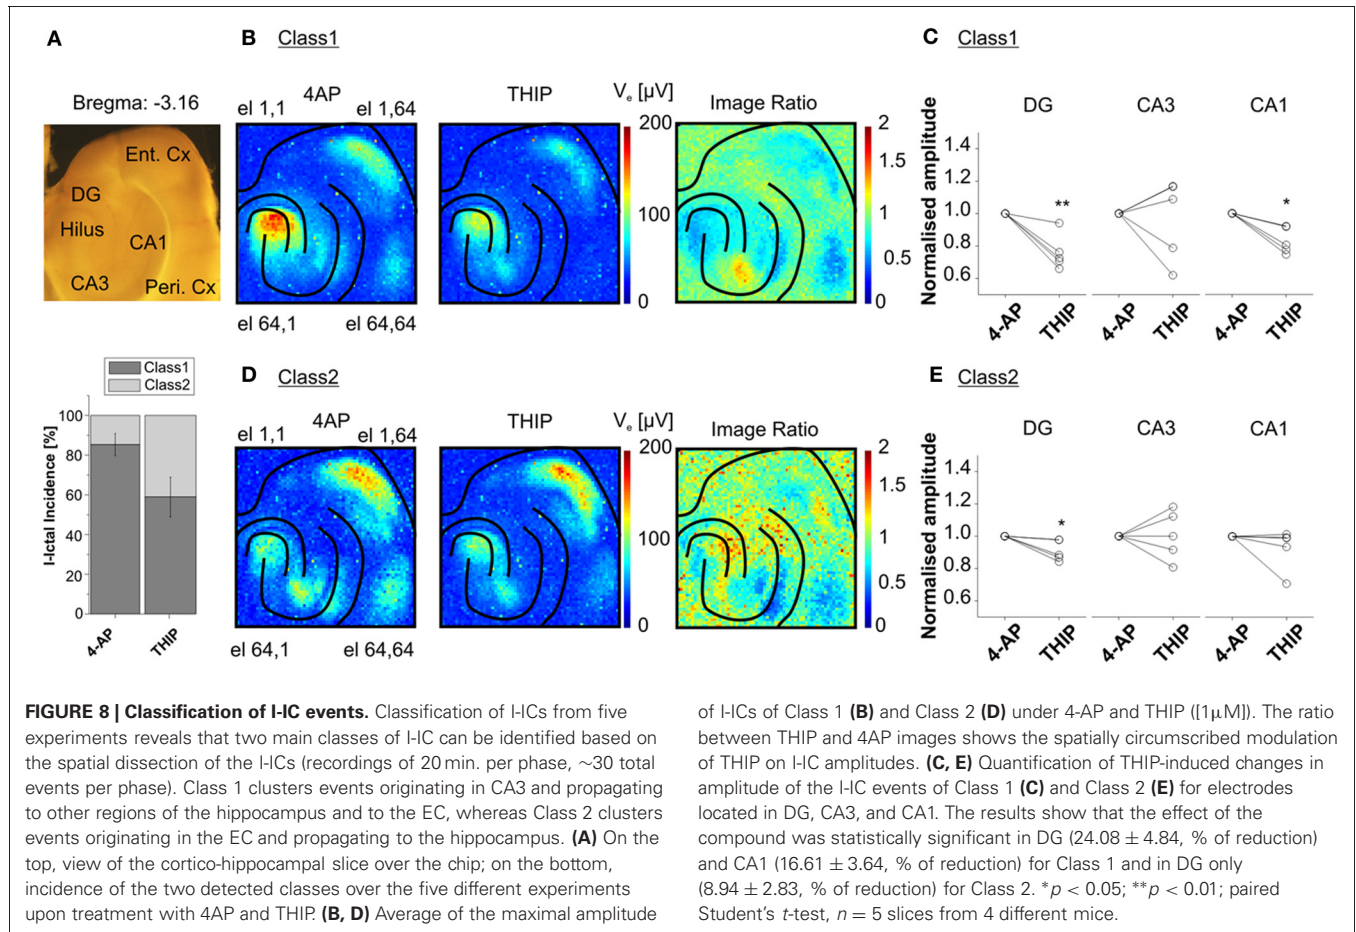 A
Bregma: -3.16
Ent. Cx
DG
Hilus
CA1
CA3
Peri. Cx
Class1
Class2
I-Ictal Incidence [%]
100
80
60
40
20
0
4-AP
THIP
B Class1
4AP
el 1,1
el 1,64
el 64,1
el 64,64
THIP
Ve [µV]
200
100
0
Image Ratio
2
1.5
1
0.5
0
C Class1
DG CA3 CA1
Normalised amplitude
1.4
1.2
1.0
0.8
0.6
**
*
4-AP THIP 4-AP THIP 4-AP THIP
D Class2
4AP
el 1,1
el 1,64
el 64,1
el 64,64
THIP
Ve [µV]
200
100
0
Image Ratio
2
1.5
1
0.5
0
E Class2
DG CA3 CA1
Normalised amplitude
1.4
1.2
1.0
0.8
0.6
*
4-AP THIP 4-AP THIP 4-AP THIP
FIGURE 8 | Classification of I-IC events. Classification of I-ICs from five
experiments reveals that two main classes of I-IC can be identified based on
the spatial dissection of the I-ICs (recordings of 20 min. per phase, ∼30 total
events per phase). Class 1 clusters events originating in CA3 and propagating
to other regions of the hippocampus and to the EC, whereas Class 2 clusters
events originating in the EC and propagating to the hippocampus. (A) On the
top, view of the cortico-hippocampal slice over the chip; on the bottom,
incidence of the two detected classes over the five different experiments
upon treatment with 4AP and THIP. (B, D) Average of the maximal amplitude
of I-ICs of Class 1 (B) and Class 2 (D) under 4-AP and THIP ([1µM]). The ratio
between THIP and 4AP images shows the spatially circumscribed modulation
of THIP on I-IC amplitudes. (C, E) Quantification of THIP-induced changes in
amplitude of the I-IC events of Class 1 (C) and Class 2 (E) for electrodes
located in DG, CA3, and CA1. The results show that the effect of the
compound was statistically significant in DG (24.08 ± 4.84, % of reduction)
and CA1 (16.61 ± 3.64, % of reduction) for Class 1 and in DG only
(8.94 ± 2.83, % of reduction) for Class 2. *p < 0.05; **p < 0.01; paired
Student's t-test, n = 5 slices from 4 different mice.